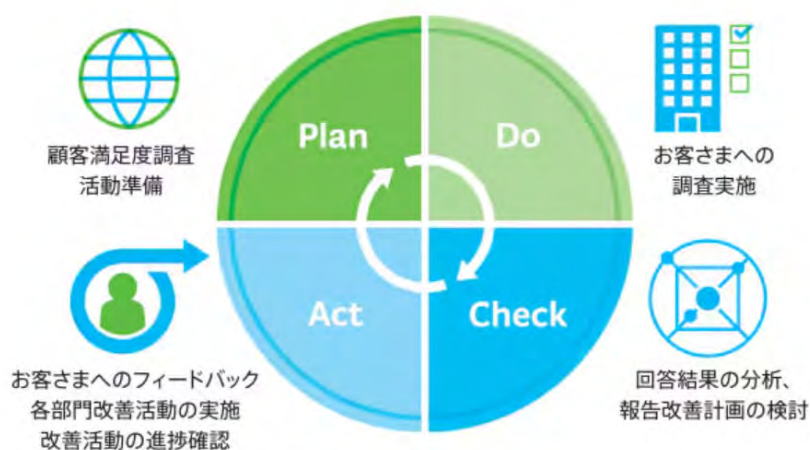 Plan
顧客満足度調査
活動準備
Do
お客さまへの
調査実施
Check
回答結果の分析、
報告改善計画の検討
Act
お客さまへのフィードバック
各部門改善活動の実施
改善活動の進捗確認